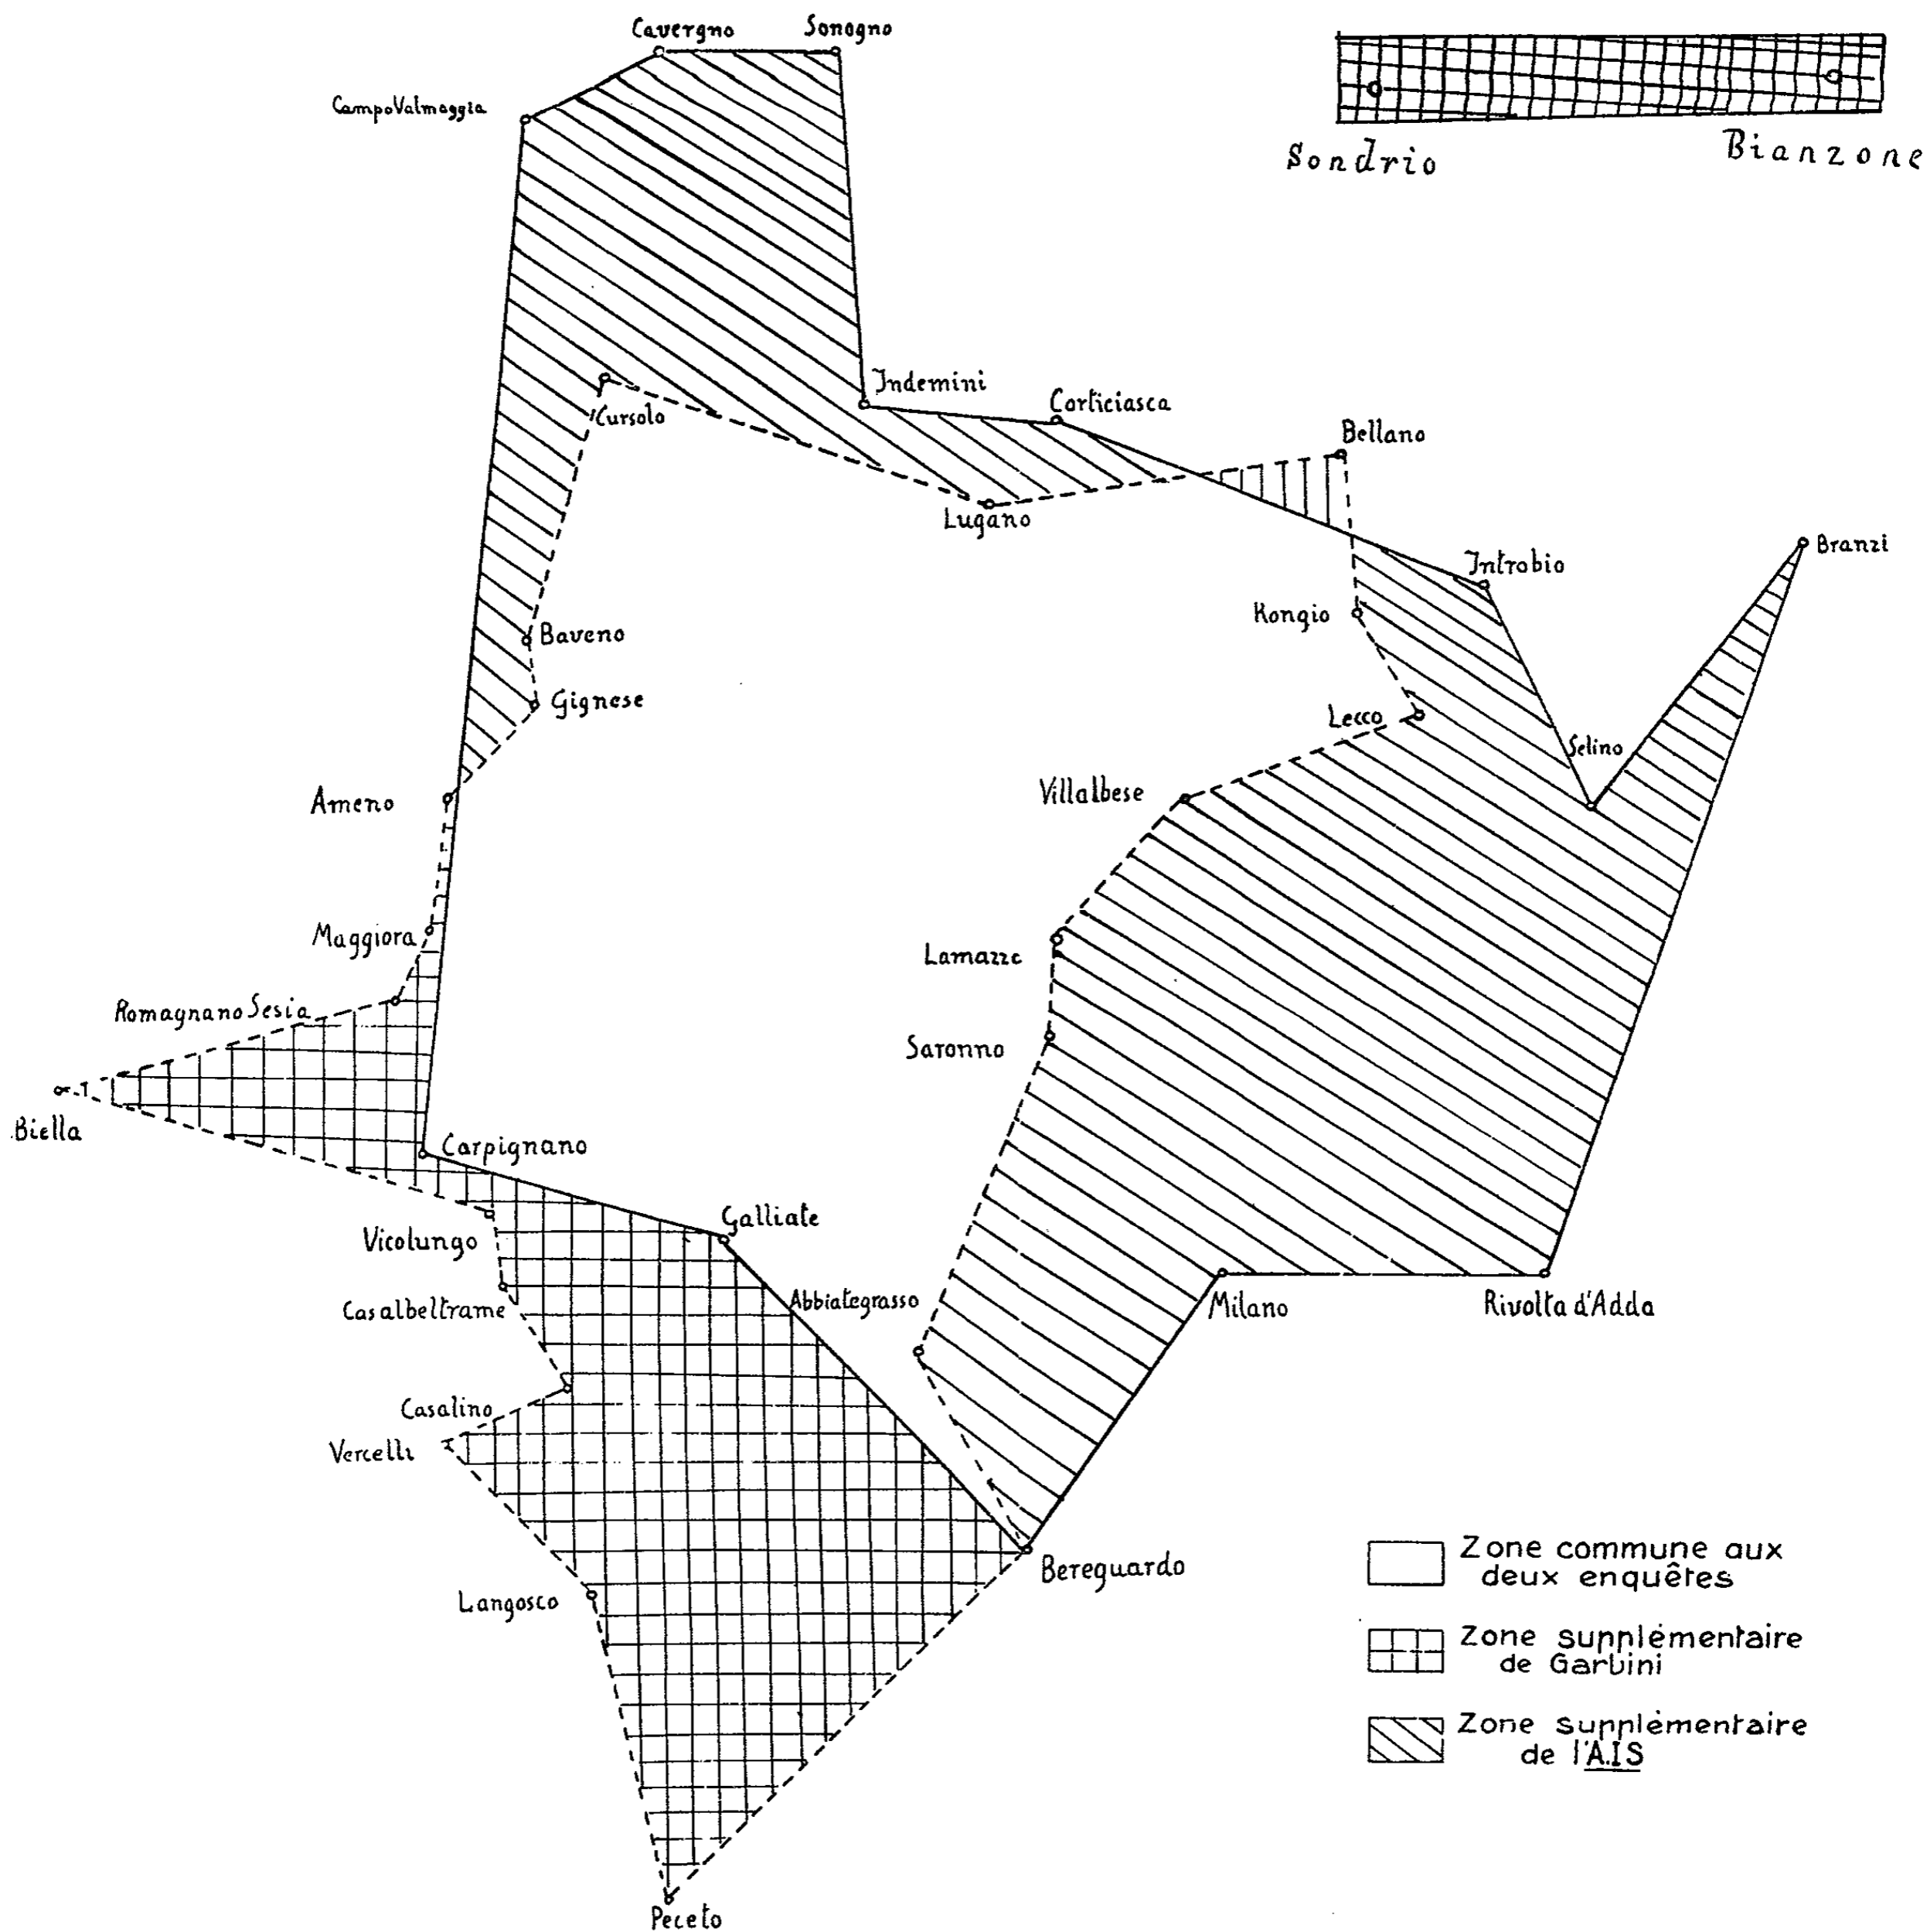 Cavergno
Sonogno
CampoValmaggia
Sondrio
Bianzone
Indemini
Corticiasca
Cursolo
Bellano
Lugano
Branzi
Introbio
Rongio
Baveno
Gignese
Lecco
Selino
Ameno
Villalbese
Maggiora
Lamazze
Romagnano Sesia
Saronno
Biella
Carpignano
Galliate
Vicolungo
Abbiategrasso
Milano
Rivolta d'Adda
Casalbeltrame
Casalino
Vercelli
Bereguardo
Langosco
Peceto
Zone commune aux
deux enquêtes
Zone supplémentaire
de Garbini
Zone supplémentaire
de l'A.I.S